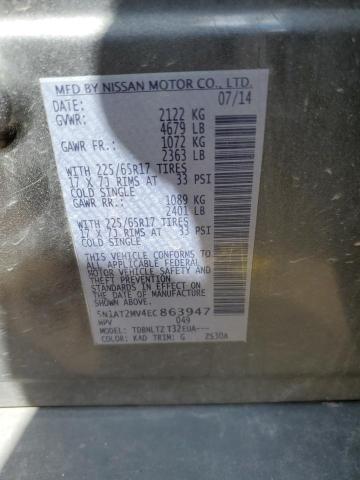 MFD BY NISSAN MOTOR CO., LTD.
DATE: 07/14
GVWR: 2122 KG
4679 LB
GAWR FR.: 1072 KG
2363 LB
WITH 225/65R17 TIRES
17 X 7J RIMS AT 33 PSI
COLD SINGLE
GAWR RR.: 1089 KG
2401 LB
WITH 225/65R17 TIRES
17 X 7J RIMS AT 33 PSI
COLD SINGLE
THIS VEHICLE CONFORMS TO ALL APPLICABLE FEDERAL
MOTOR VEHICLE SAFETY, BUMPER, AND THEFT
PREVENTION STANDARDS IN EFFECT ON THE
DATE OF MANUFACTURE SHOWN ABOVE.
5N1AT2MV4EC863947
MPV 049
MODEL: TDBNLTZ T32EUA---
COLOR: KAD TRIM: G ZS30A